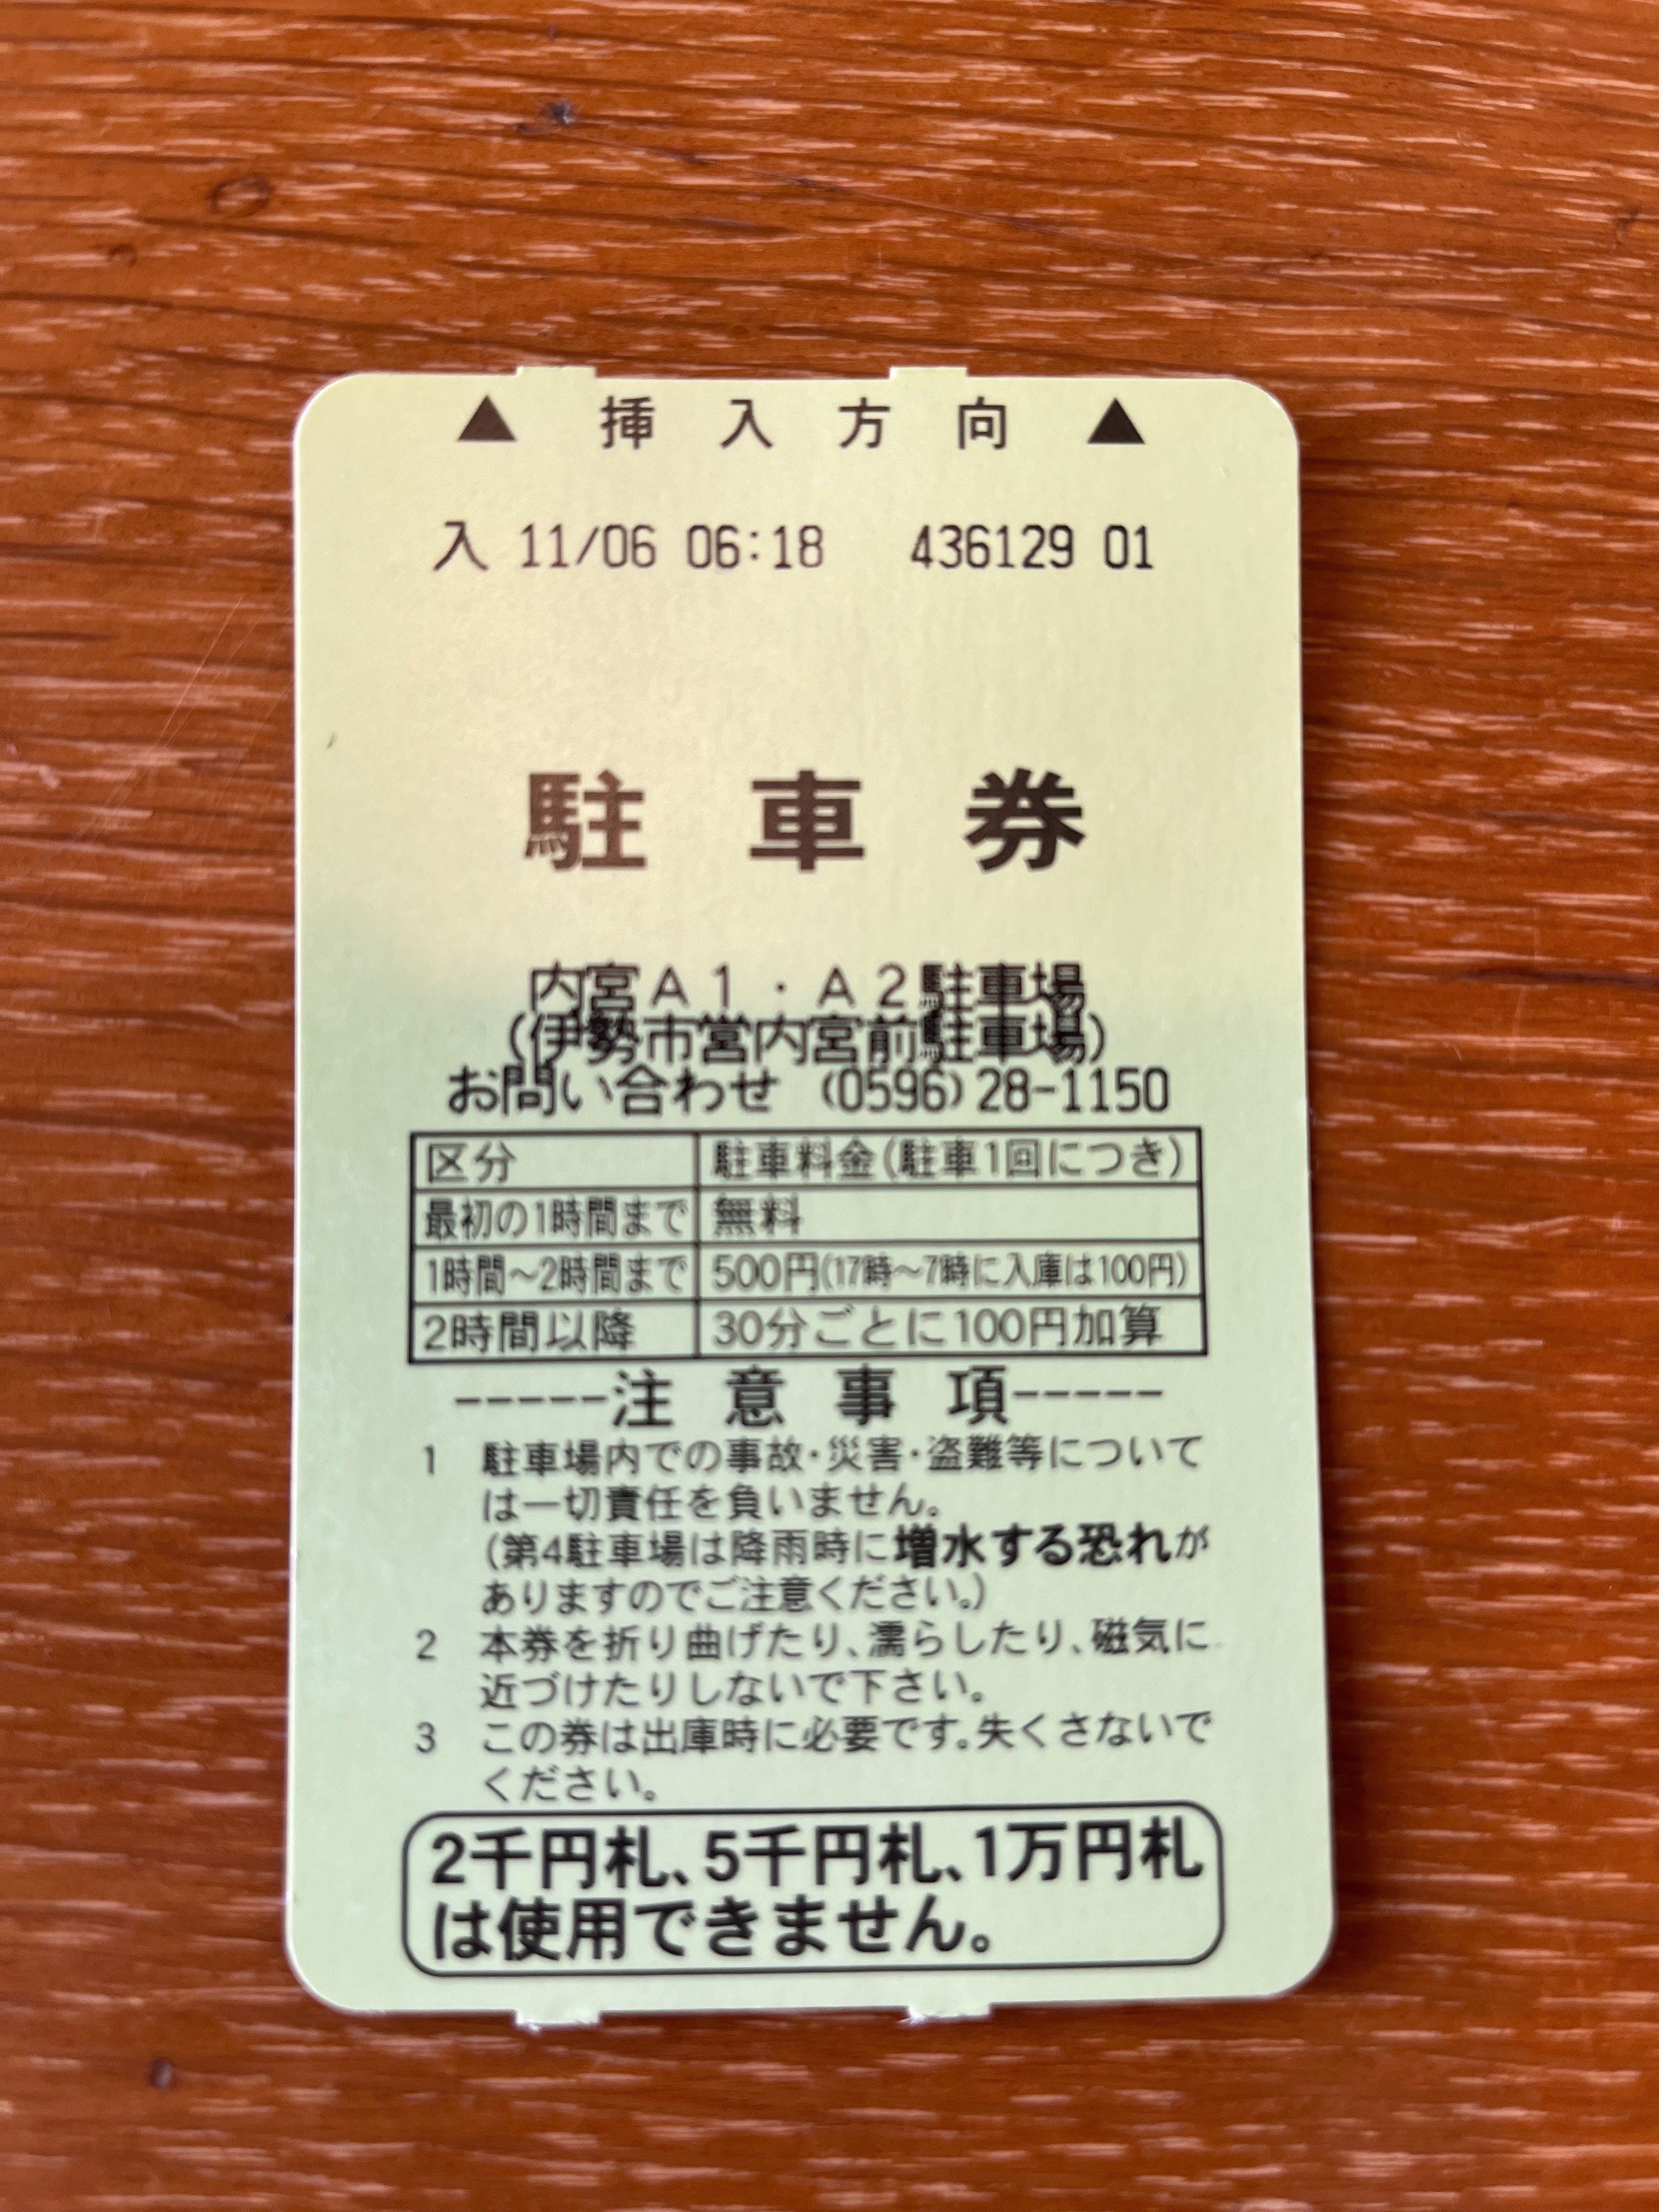 ▲ 挿入方向 ▲
入 11/06 06:18 436129 01
駐車券
内宮A1・A2駐車場
(伊勢市営内宮前駐車場)
お問い合わせ (0596)28-1150
区分 駐車料金(駐車1回につき)
最初の1時間まで 無料
1時間〜2時間まで 500円(17時〜7時に入庫は100円)
2時間以降 30分ごとに100円加算
-----注意事項-----
1 駐車場内での事故・災害・盗難等について
は一切責任を負いません。
(第4駐車場は降雨時に増水する恐れが
ありますのでご注意ください。)
2 本券を折り曲げたり、濡らしたり、磁気に
近づけたりしないで下さい。
3 この券は出庫時に必要です。失くさないで
ください。
2千円札、5千円札、1万円札
は使用できません。